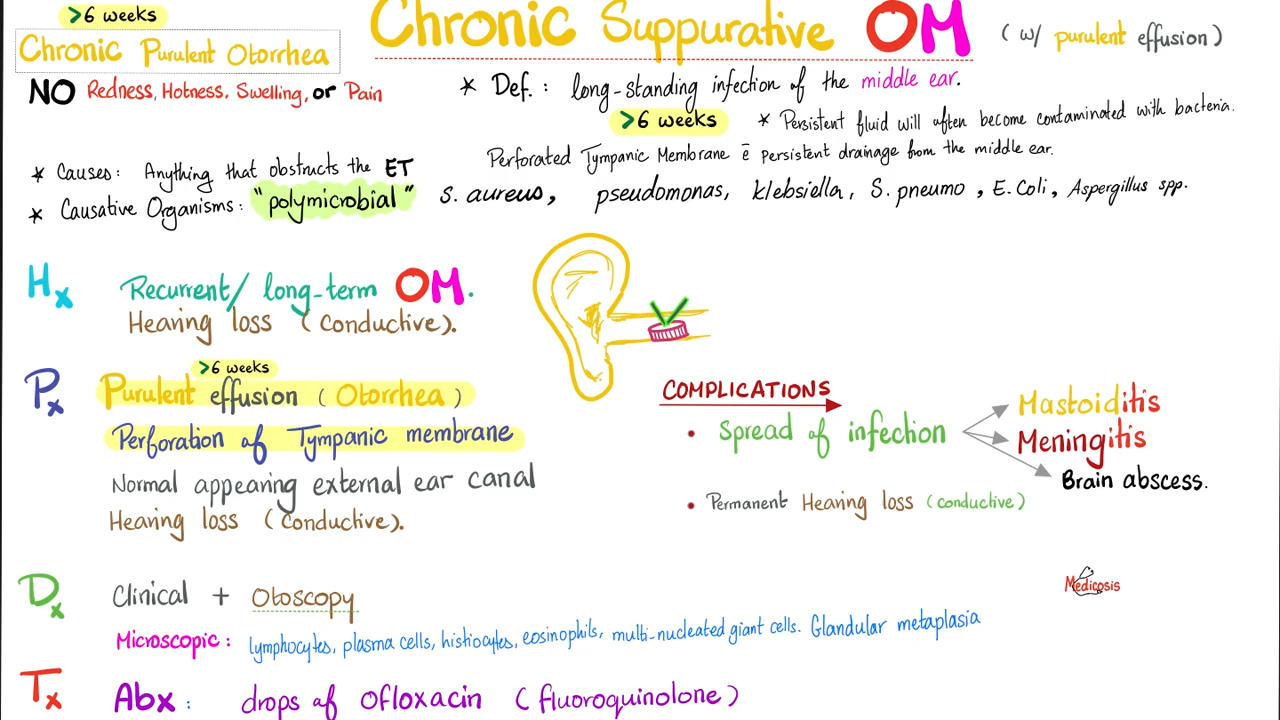 >6 weeks
Chronic Purulent Otorrhea
NO Redness, Hotness, Swelling, or Pain
Chronic Suppurative OM (w/ purulent effusion)
* Def.: long-standing infection of the middle ear.
>6 weeks
* Persistent fluid will often become contaminated with bacteria.
Perforated Tympanic Membrane c̄ persistent drainage from the middle ear.
* Causes: Anything that obstructs the ET
* Causative Organisms: "polymicrobial" S. aureus, pseudomonas, klebsiella, S. pneumo, E. Coli, Aspergillus spp.
Hx
Recurrent/ long-term OM.
Hearing loss (conductive).
Px
>6 weeks
Purulent effusion (Otorrhea)
Perforation of Tympanic membrane
Normal appearing external ear canal
Hearing loss (conductive).
COMPLICATIONS
• Spread of infection
Mastoiditis
Meningitis
Brain abscess.
• Permanent Hearing loss (conductive)
Dx
Clinical + Otoscopy
Microscopic: lymphocytes, plasma cells, histiocytes, eosinophils, multi-nucleated giant cells. Glandular metaplasia
Medicosis
Tx
Abx: drops of ofloxacin (fluoroquinolone)